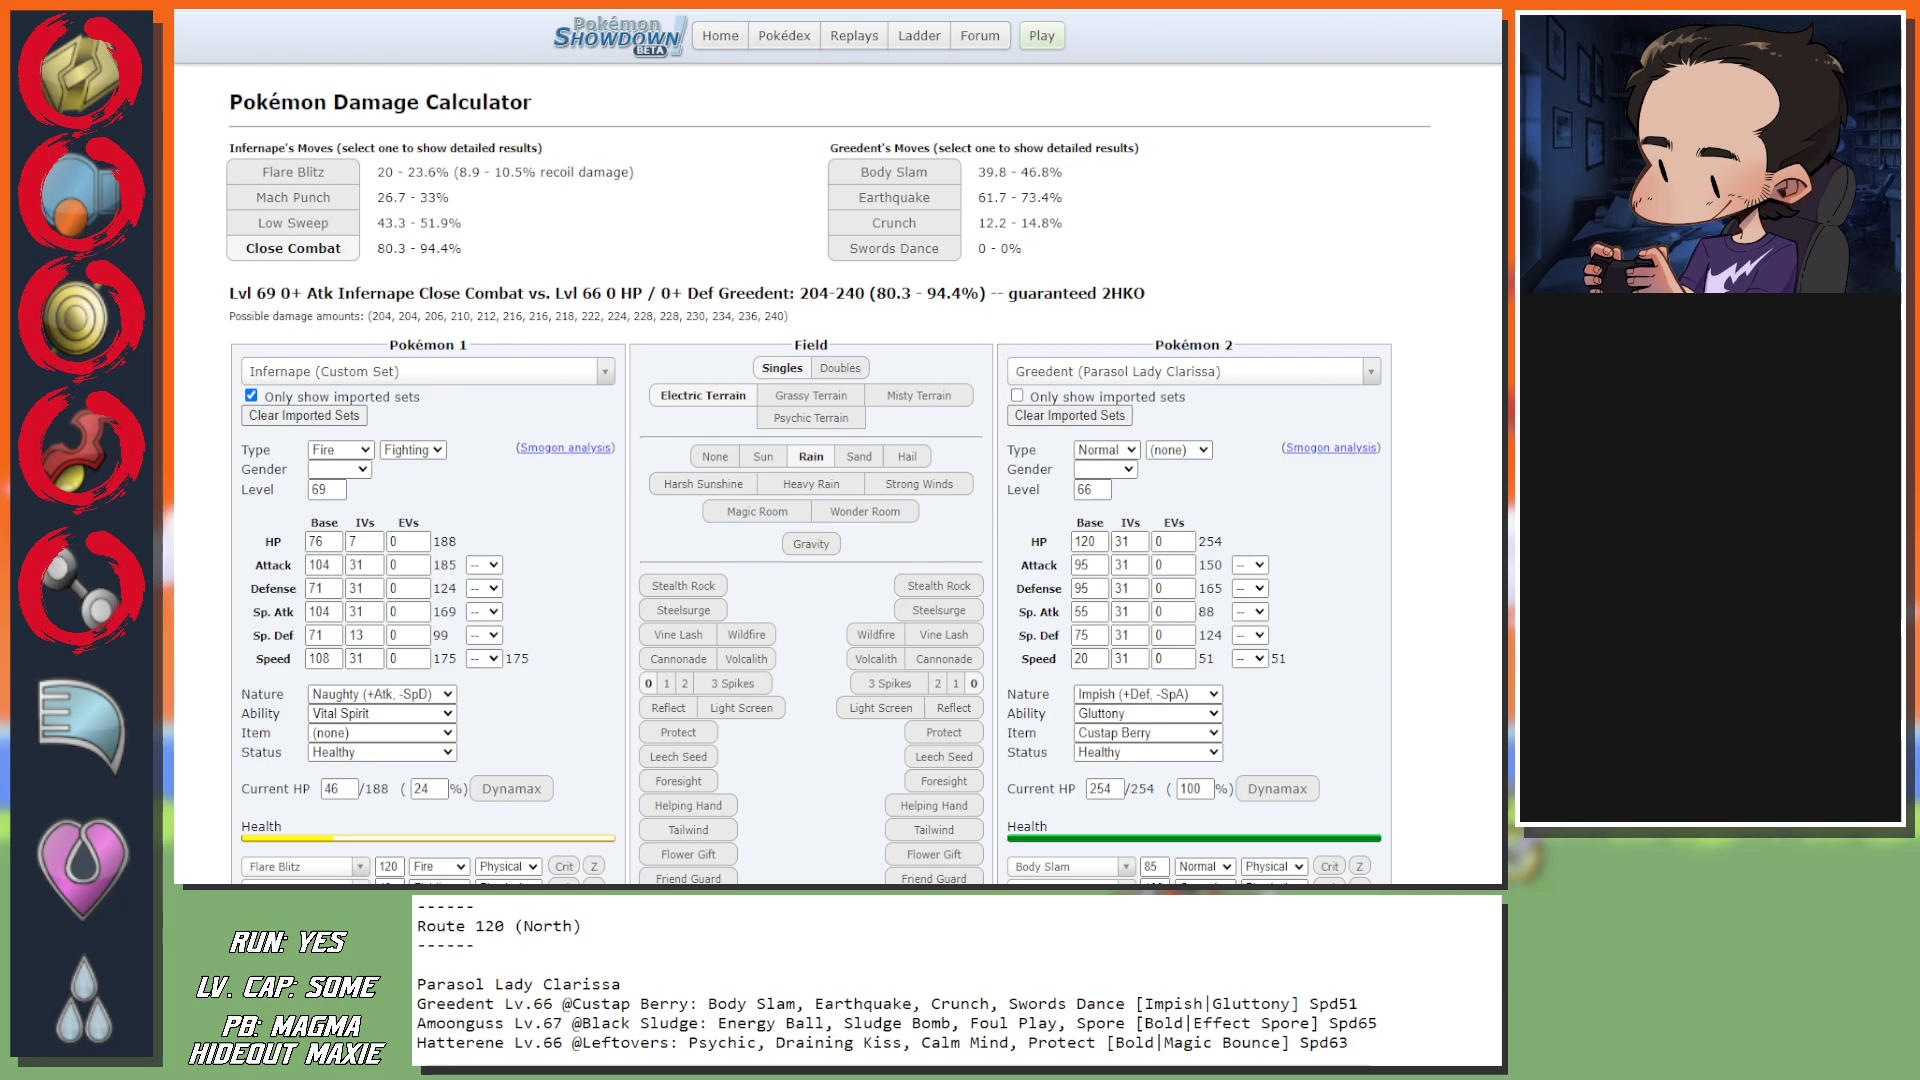 Pokémon
SHOWDOWN!
BETA
Home
Pokédex
Replays
Ladder
Forum
Play
Pokémon Damage Calculator
Infernape's Moves (select one to show detailed results)
Flare Blitz 20 - 23.6% (8.9 - 10.5% recoil damage)
Mach Punch 26.7 - 33%
Low Sweep 43.3 - 51.9%
Close Combat 80.3 - 94.4%
Greedent's Moves (select one to show detailed results)
Body Slam 39.8 - 46.8%
Earthquake 61.7 - 73.4%
Crunch 12.2 - 14.8%
Swords Dance 0 - 0%
Lvl 69 0+ Atk Infernape Close Combat vs. Lvl 66 0 HP / 0+ Def Greedent: 204-240 (80.3 - 94.4%) -- guaranteed 2HKO
Possible damage amounts: (204, 204, 206, 210, 212, 216, 216, 218, 222, 224, 228, 228, 230, 234, 236, 240)
Pokémon 1
Infernape (Custom Set)
Only show imported sets
Clear Imported Sets
Type Fire Fighting (Smogon analysis)
Gender
Level 69
Base IVs EVs
HP 76 7 0 188
Attack 104 31 0 185 --
Defense 71 31 0 124 --
Sp. Atk 104 31 0 169 --
Sp. Def 71 13 0 99 --
Speed 108 31 0 175 -- 175
Nature Naughty (+Atk, -SpD)
Ability Vital Spirit
Item (none)
Status Healthy
Current HP 46 /188 ( 24 %) Dynamax
Health
Flare Blitz 120 Fire Physical Crit Z
Field
Singles Doubles
Electric Terrain Grassy Terrain Misty Terrain
Psychic Terrain
None Sun Rain Sand Hail
Harsh Sunshine Heavy Rain Strong Winds
Magic Room Wonder Room
Gravity
Stealth Rock Stealth Rock
Steelsurge Steelsurge
Vine Lash Wildfire Wildfire Vine Lash
Cannonade Volcalith Volcalith Cannonade
0 1 2 3 Spikes 3 Spikes 2 1 0
Reflect Light Screen Light Screen Reflect
Protect Protect
Leech Seed Leech Seed
Foresight Foresight
Helping Hand Helping Hand
Tailwind Tailwind
Flower Gift Flower Gift
Friend Guard Friend Guard
Pokémon 2
Greedent (Parasol Lady Clarissa)
Only show imported sets
Clear Imported Sets
Type Normal (none) (Smogon analysis)
Gender
Level 66
Base IVs EVs
HP 120 31 0 254
Attack 95 31 0 150 --
Defense 95 31 0 165 --
Sp. Atk 55 31 0 88 --
Sp. Def 75 31 0 124 --
Speed 20 31 0 51 -- 51
Nature Impish (+Def, -SpA)
Ability Gluttony
Item Custap Berry
Status Healthy
Current HP 254 /254 ( 100 %) Dynamax
Health
Body Slam 85 Normal Physical Crit Z
RUN: YES
LV. CAP: SOME
PB: MAGMA
HIDEOUT MAXIE
------
Route 120 (North)
------
Parasol Lady Clarissa
Greedent Lv.66 @Custap Berry: Body Slam, Earthquake, Crunch, Swords Dance [Impish|Gluttony] Spd51
Amoonguss Lv.67 @Black Sludge: Energy Ball, Sludge Bomb, Foul Play, Spore [Bold|Effect Spore] Spd65
Hatterene Lv.66 @Leftovers: Psychic, Draining Kiss, Calm Mind, Protect [Bold|Magic Bounce] Spd63